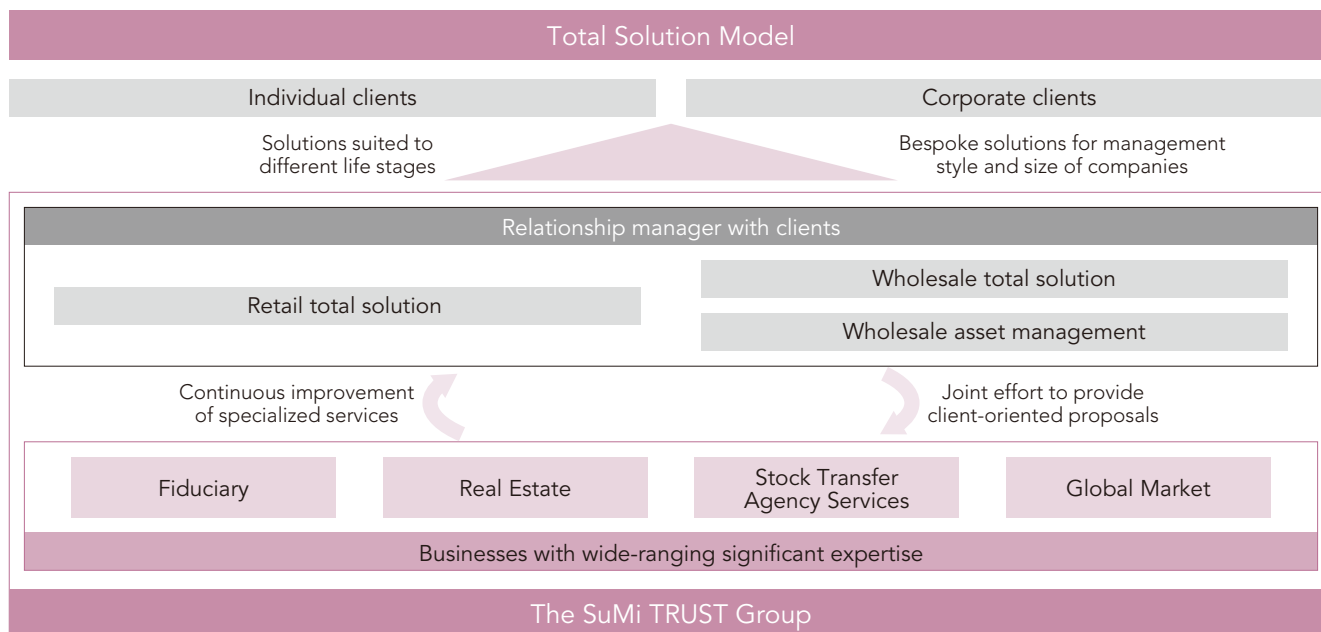 Total Solution Model
Individual clients
Corporate clients
Solutions suited to
different life stages
Bespoke solutions for management
style and size of companies
Relationship manager with clients
Retail total solution
Wholesale total solution
Wholesale asset management
Continuous improvement
of specialized services
Joint effort to provide
client-oriented proposals
Fiduciary
Real Estate
Stock Transfer
Agency Services
Global Market
Businesses with wide-ranging significant expertise
The SuMi TRUST Group